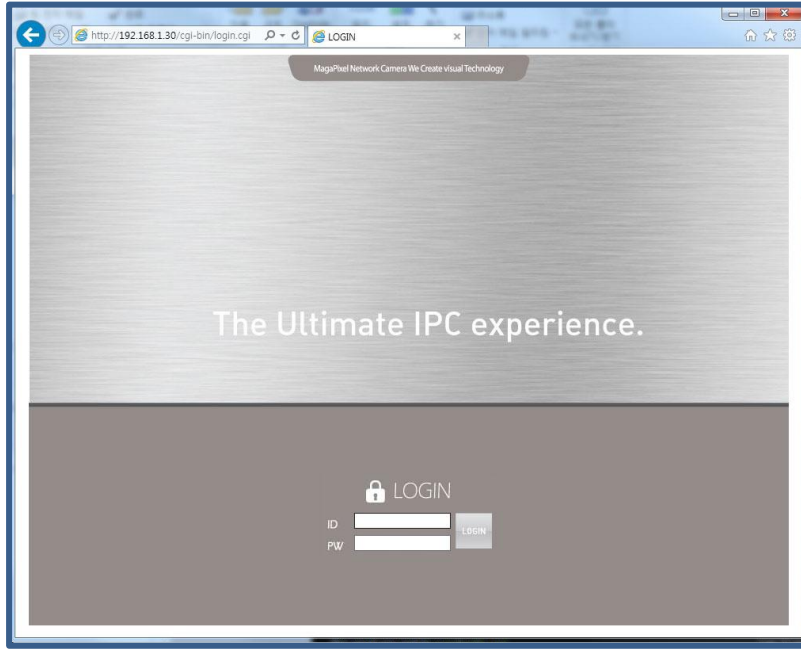 http://192.168.1.30/cgi-bin/login.cgi
LOGIN
MagaPixel Network Camera We Create visual Technology
The Ultimate IPC experience.
LOGIN
ID
LOGIN
PW